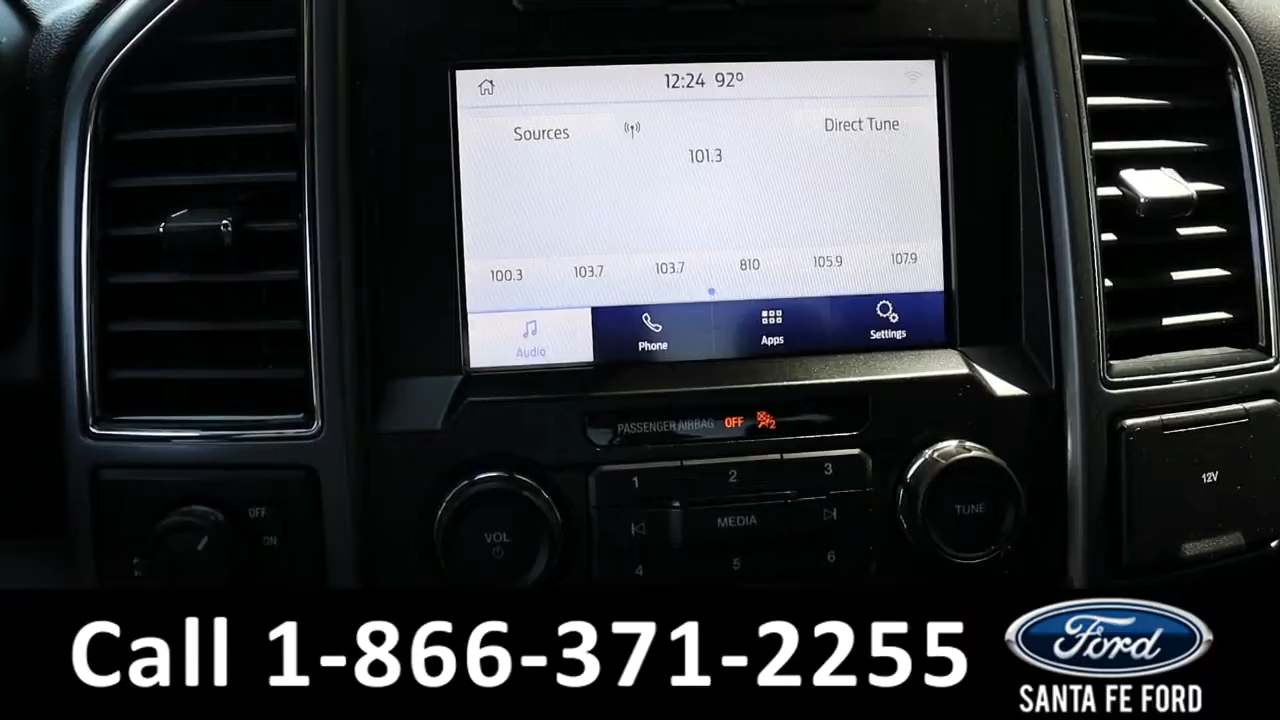 12:24 92°
Sources
Direct Tune
101.3
100.3 103.7 103.7 810 105.9 107.9
Audio Phone Apps Settings
PASSENGER AIRBAG OFF 2
1 2 3
VOL
MEDIA
TUNE
4 5 6
OFF
ON
12V
Call 1-866-371-2255
Ford
SANTA FE FORD